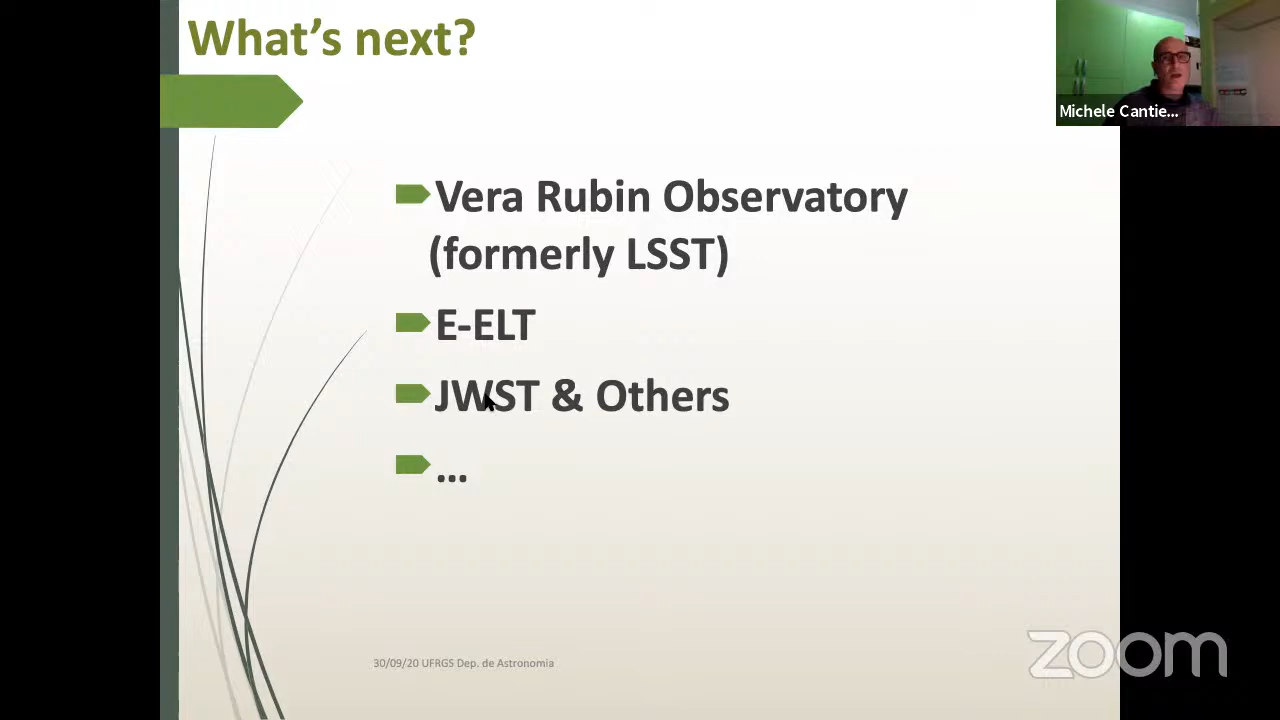 What's next?
Michele Cantie...
Vera Rubin Observatory
(formerly LSST)
E-ELT
JWST & Others
...
30/09/20 UFRGS Dep. de Astronomia
zoom